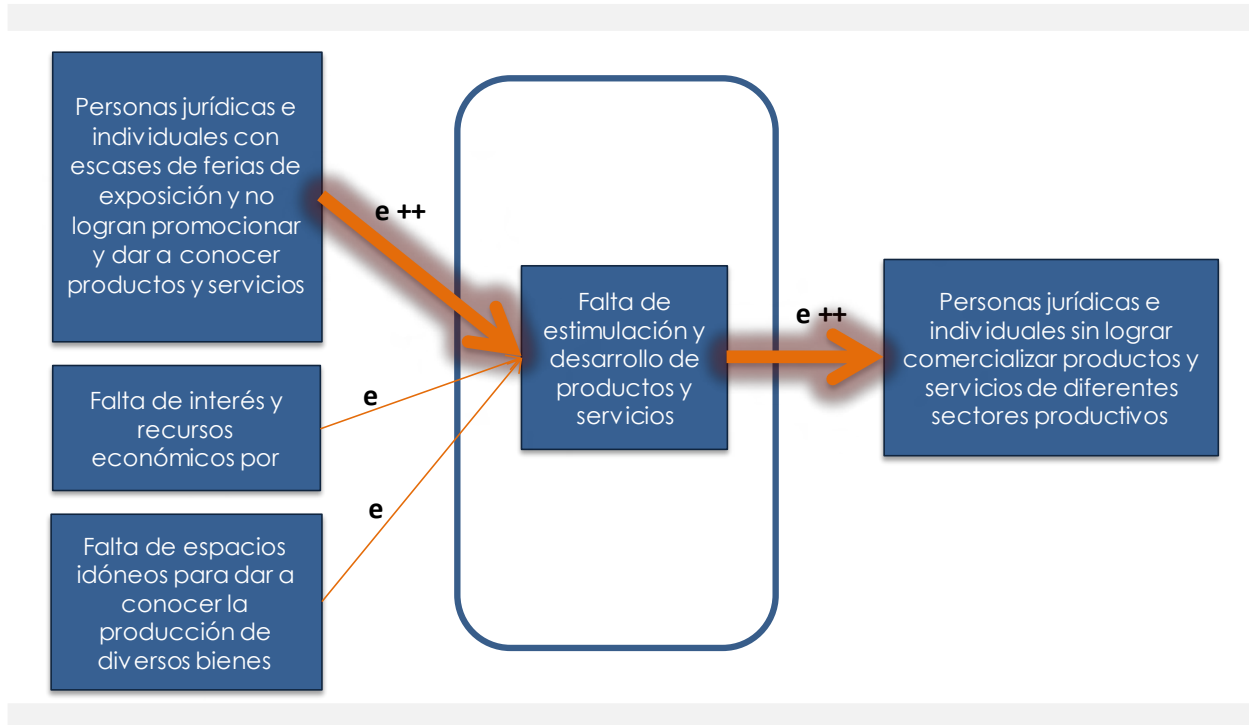 Personas jurídicas e
individuales con
escases de ferias de
exposición y no
logran promocionar
y dar a conocer
productos y servicios
e ++
Falta de
estimulación y
desarrollo de
productos y
servicios
e ++
Personas jurídicas e
individuales sin lograr
comercializar productos y
servicios de diferentes
sectores productivos
Falta de interés y
recursos
económicos por
e
Falta de espacios
idóneos para dar a
conocer la
producción de
diversos bienes
e